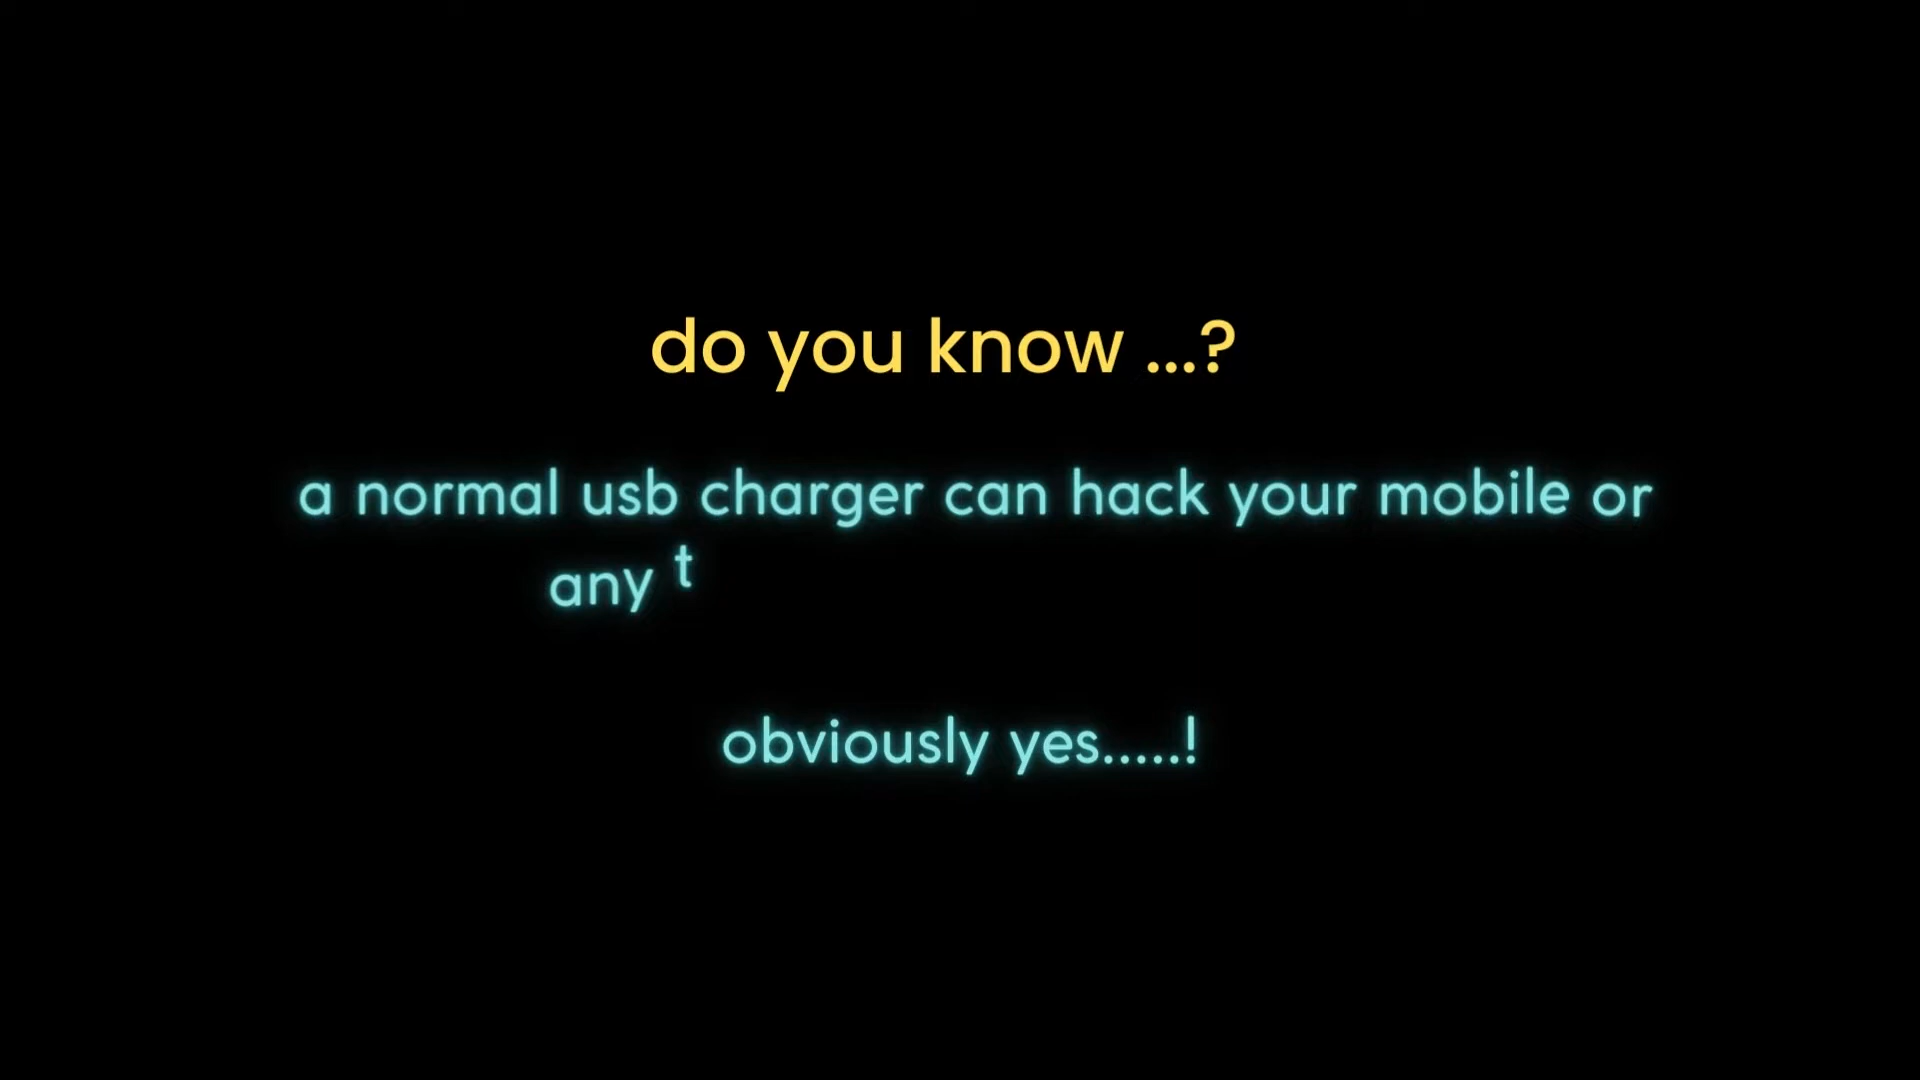 do you know ...?
a normal usb charger can hack your mobile or
any t
obviously yes.....!